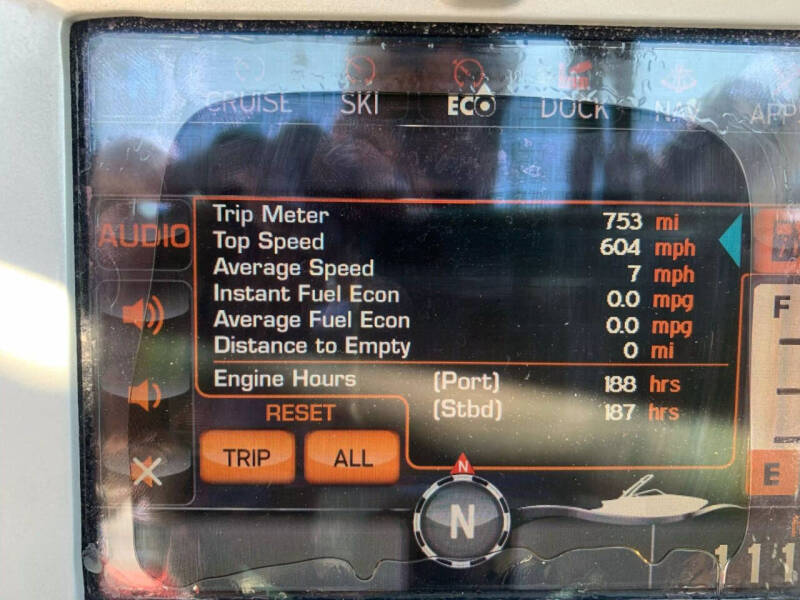 CRUISE SKI ECO DOCK NAV APP
AUDIO
Trip Meter 753 mi
Top Speed 604 mph
Average Speed 7 mph
Instant Fuel Econ 0.0 mpg
Average Fuel Econ 0.0 mpg
Distance to Empty 0 mi
Engine Hours (Port) 188 hrs
(Stbd) 187 hrs
RESET
TRIP ALL
F
E
N
N
111